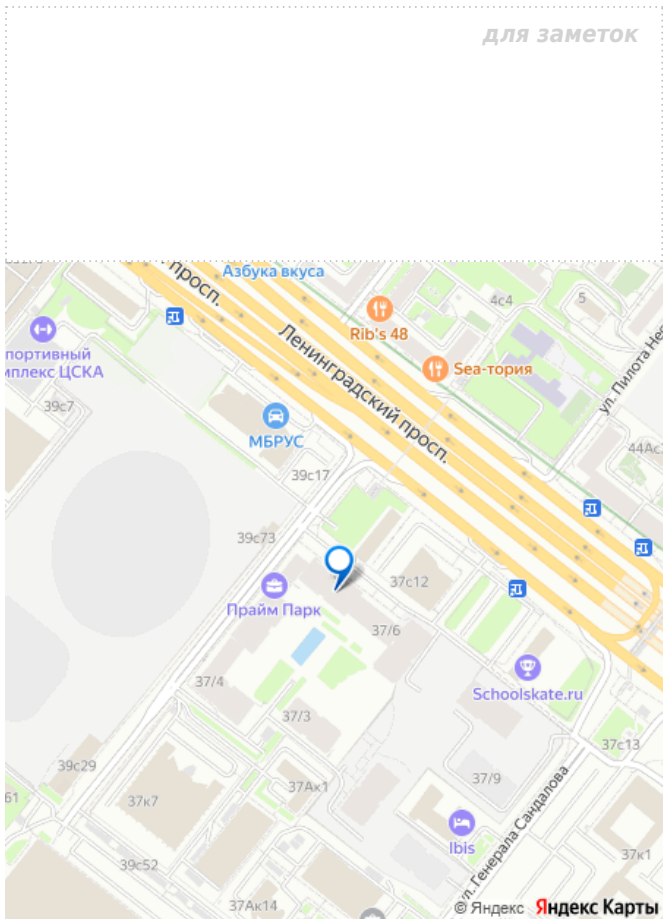 для заметок
просп.
Азбука вкуса
Rib's 48
4с4
5
Ленинградский просп.
Sea-тория
ул. Пилота Не
портивный
мплекс ЦСКА
39с7
МБРУС
39с17
44Ас
39с73
37с12
Прайм Парк
37/6
37/4
Schoolskate.ru
37/3
37с13
39с29
37/9
61
37Ак1
37к7
Ibis
ул. Генерала Сандалова
37к1
39с52
37Ак14
© Яндекс Яндекс Карты